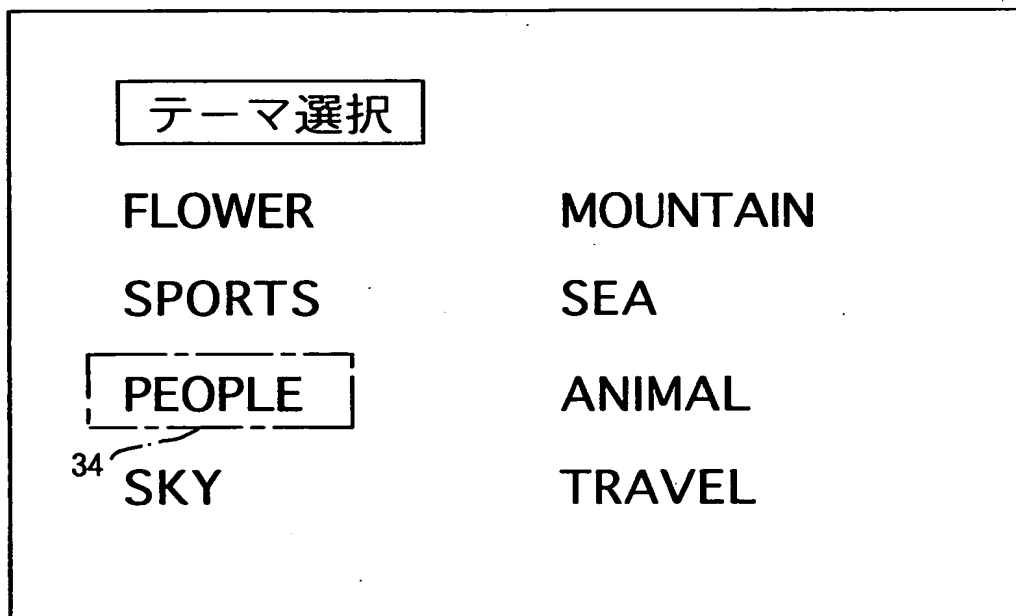 テーマ選択
FLOWER MOUNTAIN
SPORTS SEA
PEOPLE ANIMAL
34
SKY TRAVEL